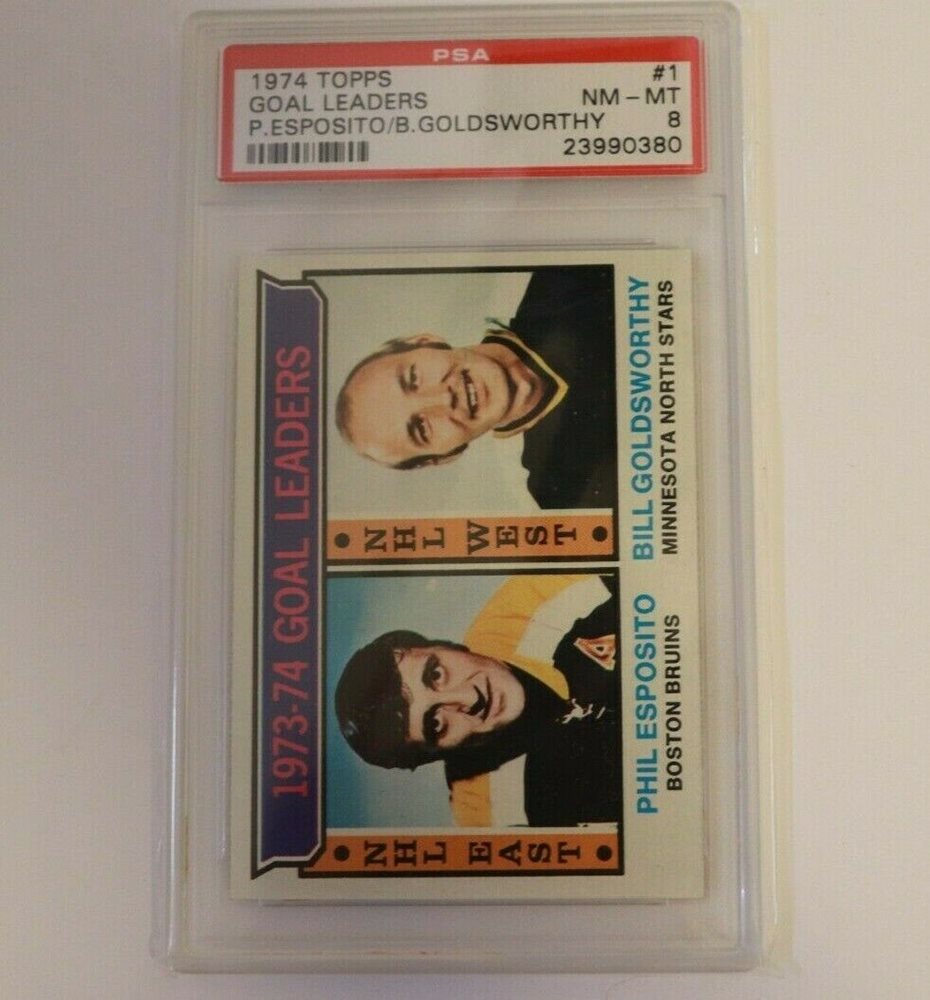 PSA
1974 TOPPS #1
GOAL LEADERS NM - MT
P.ESPOSITO/B.GOLDSWORTHY 8
23990380
1973-74 GOAL LEADERS
NHL EAST
NHL WEST
PHIL ESPOSITO
BOSTON BRUINS
BILL GOLDSWORTHY
MINNESOTA NORTH STARS